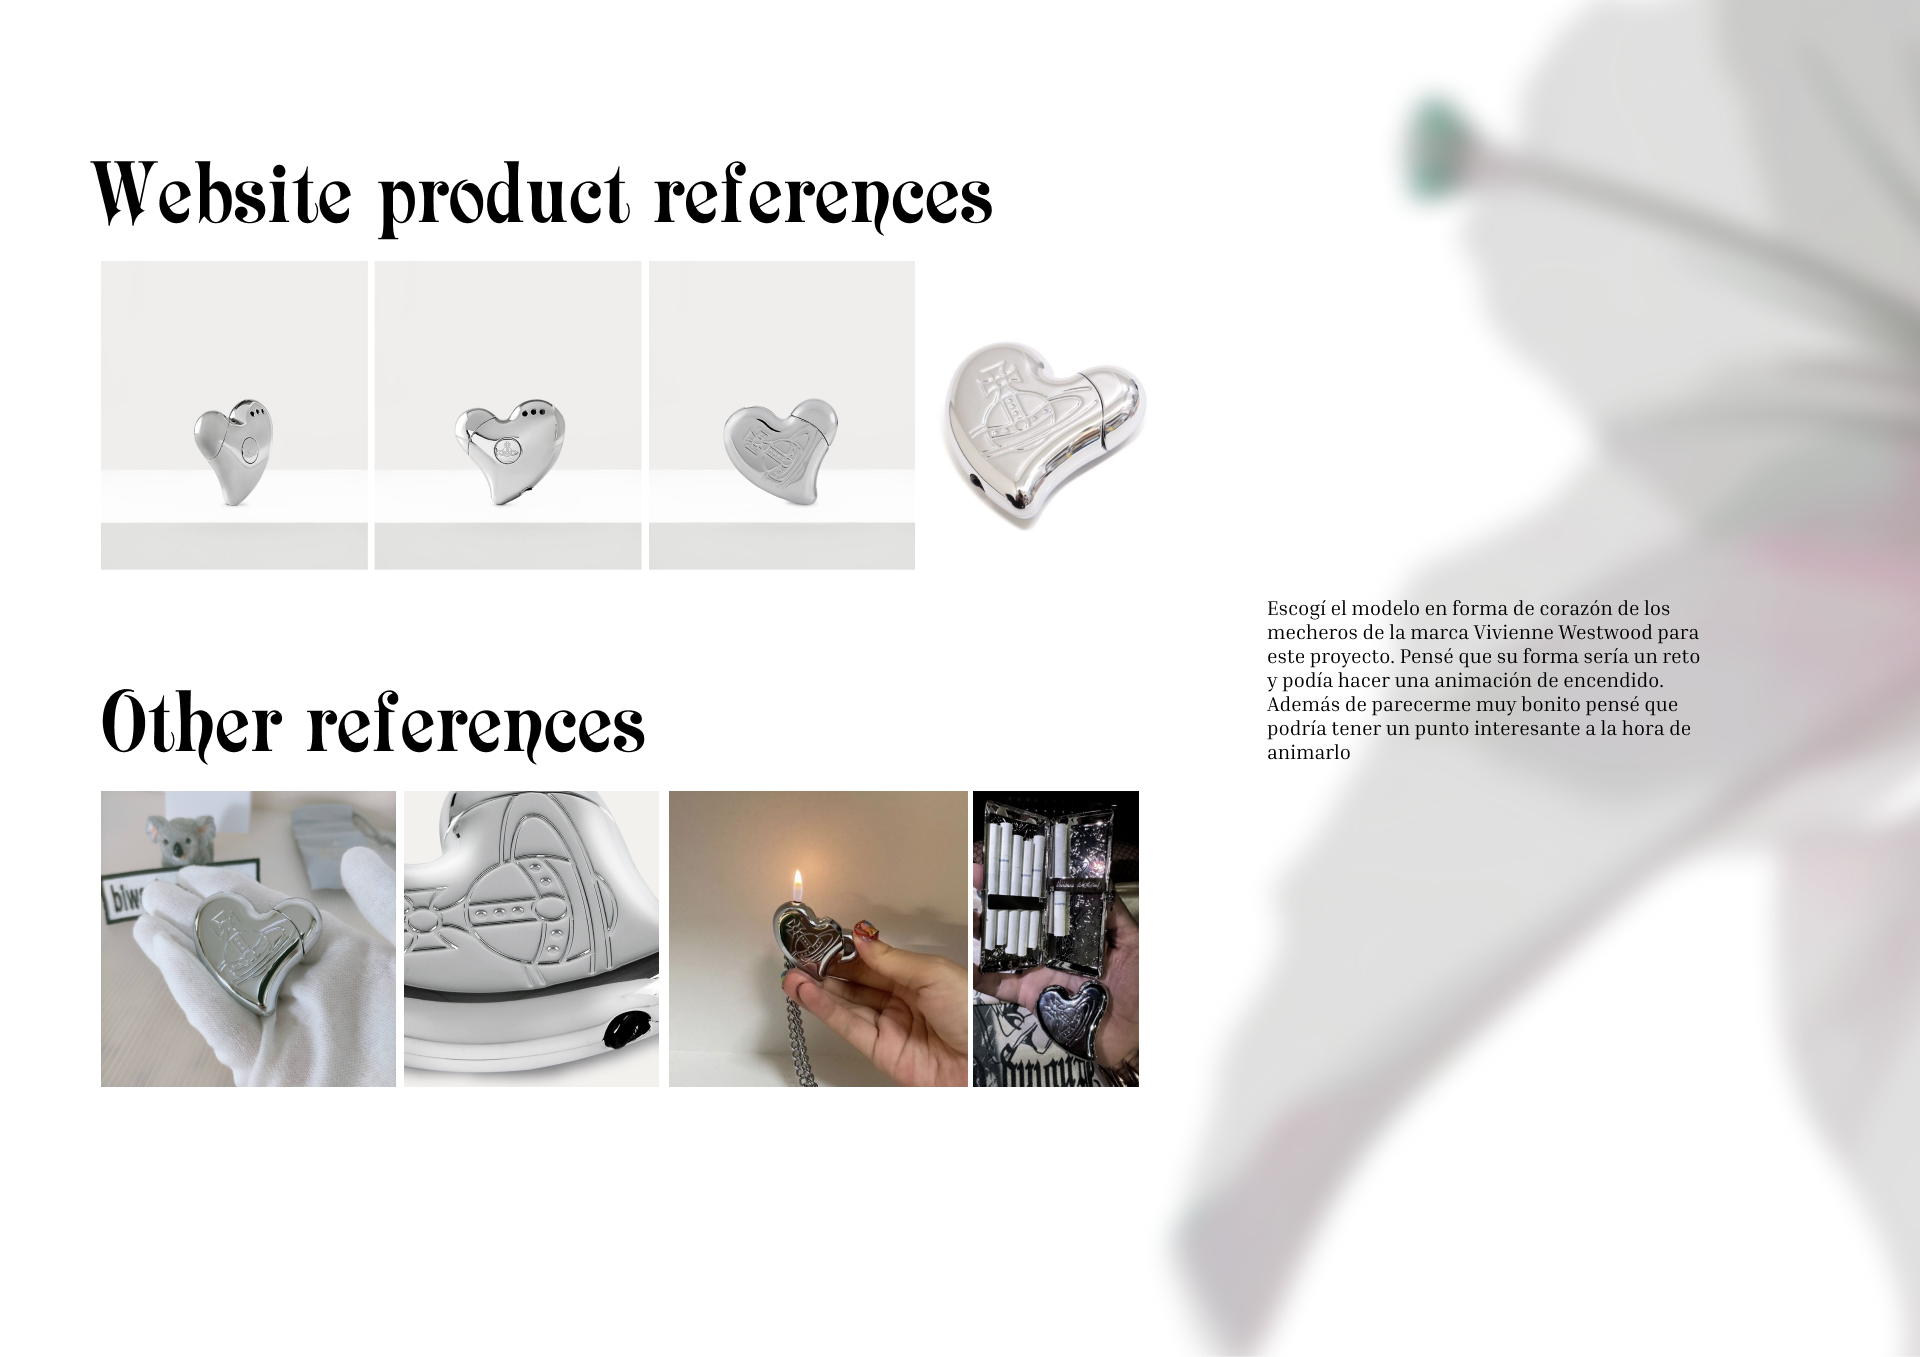 Website product references
Escogí el modelo en forma de corazón de los
mecheros de la marca Vivienne Westwood para
este proyecto. Pensé que su forma sería un reto
y podía hacer una animación de encendido.
Además de parecerme muy bonito pensé que
podría tener un punto interesante a la hora de
animarlo
Other references